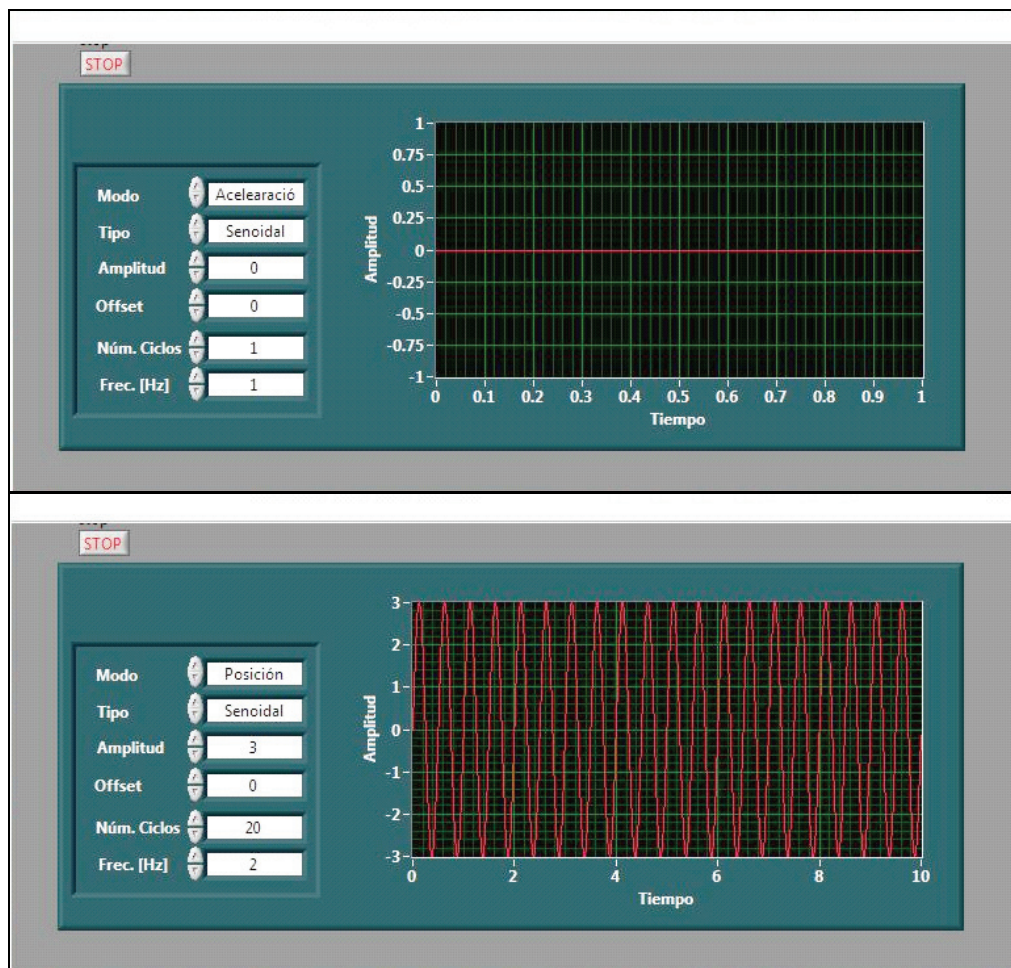 STOP
Modo Acelearació
Tipo Senoidal
Amplitud 0
Offset 0
Núm. Ciclos 1
Frec. [Hz] 1
Amplitud
1
0.75
0.5
0.25
0
-0.25
-0.5
-0.75
-1
0 0.1 0.2 0.3 0.4 0.5 0.6 0.7 0.8 0.9 1
Tiempo
STOP
Modo Posición
Tipo Senoidal
Amplitud 3
Offset 0
Núm. Ciclos 20
Frec. [Hz] 2
Amplitud
3
2
1
0
-1
-2
-3
0 2 4 6 8 10
Tiempo